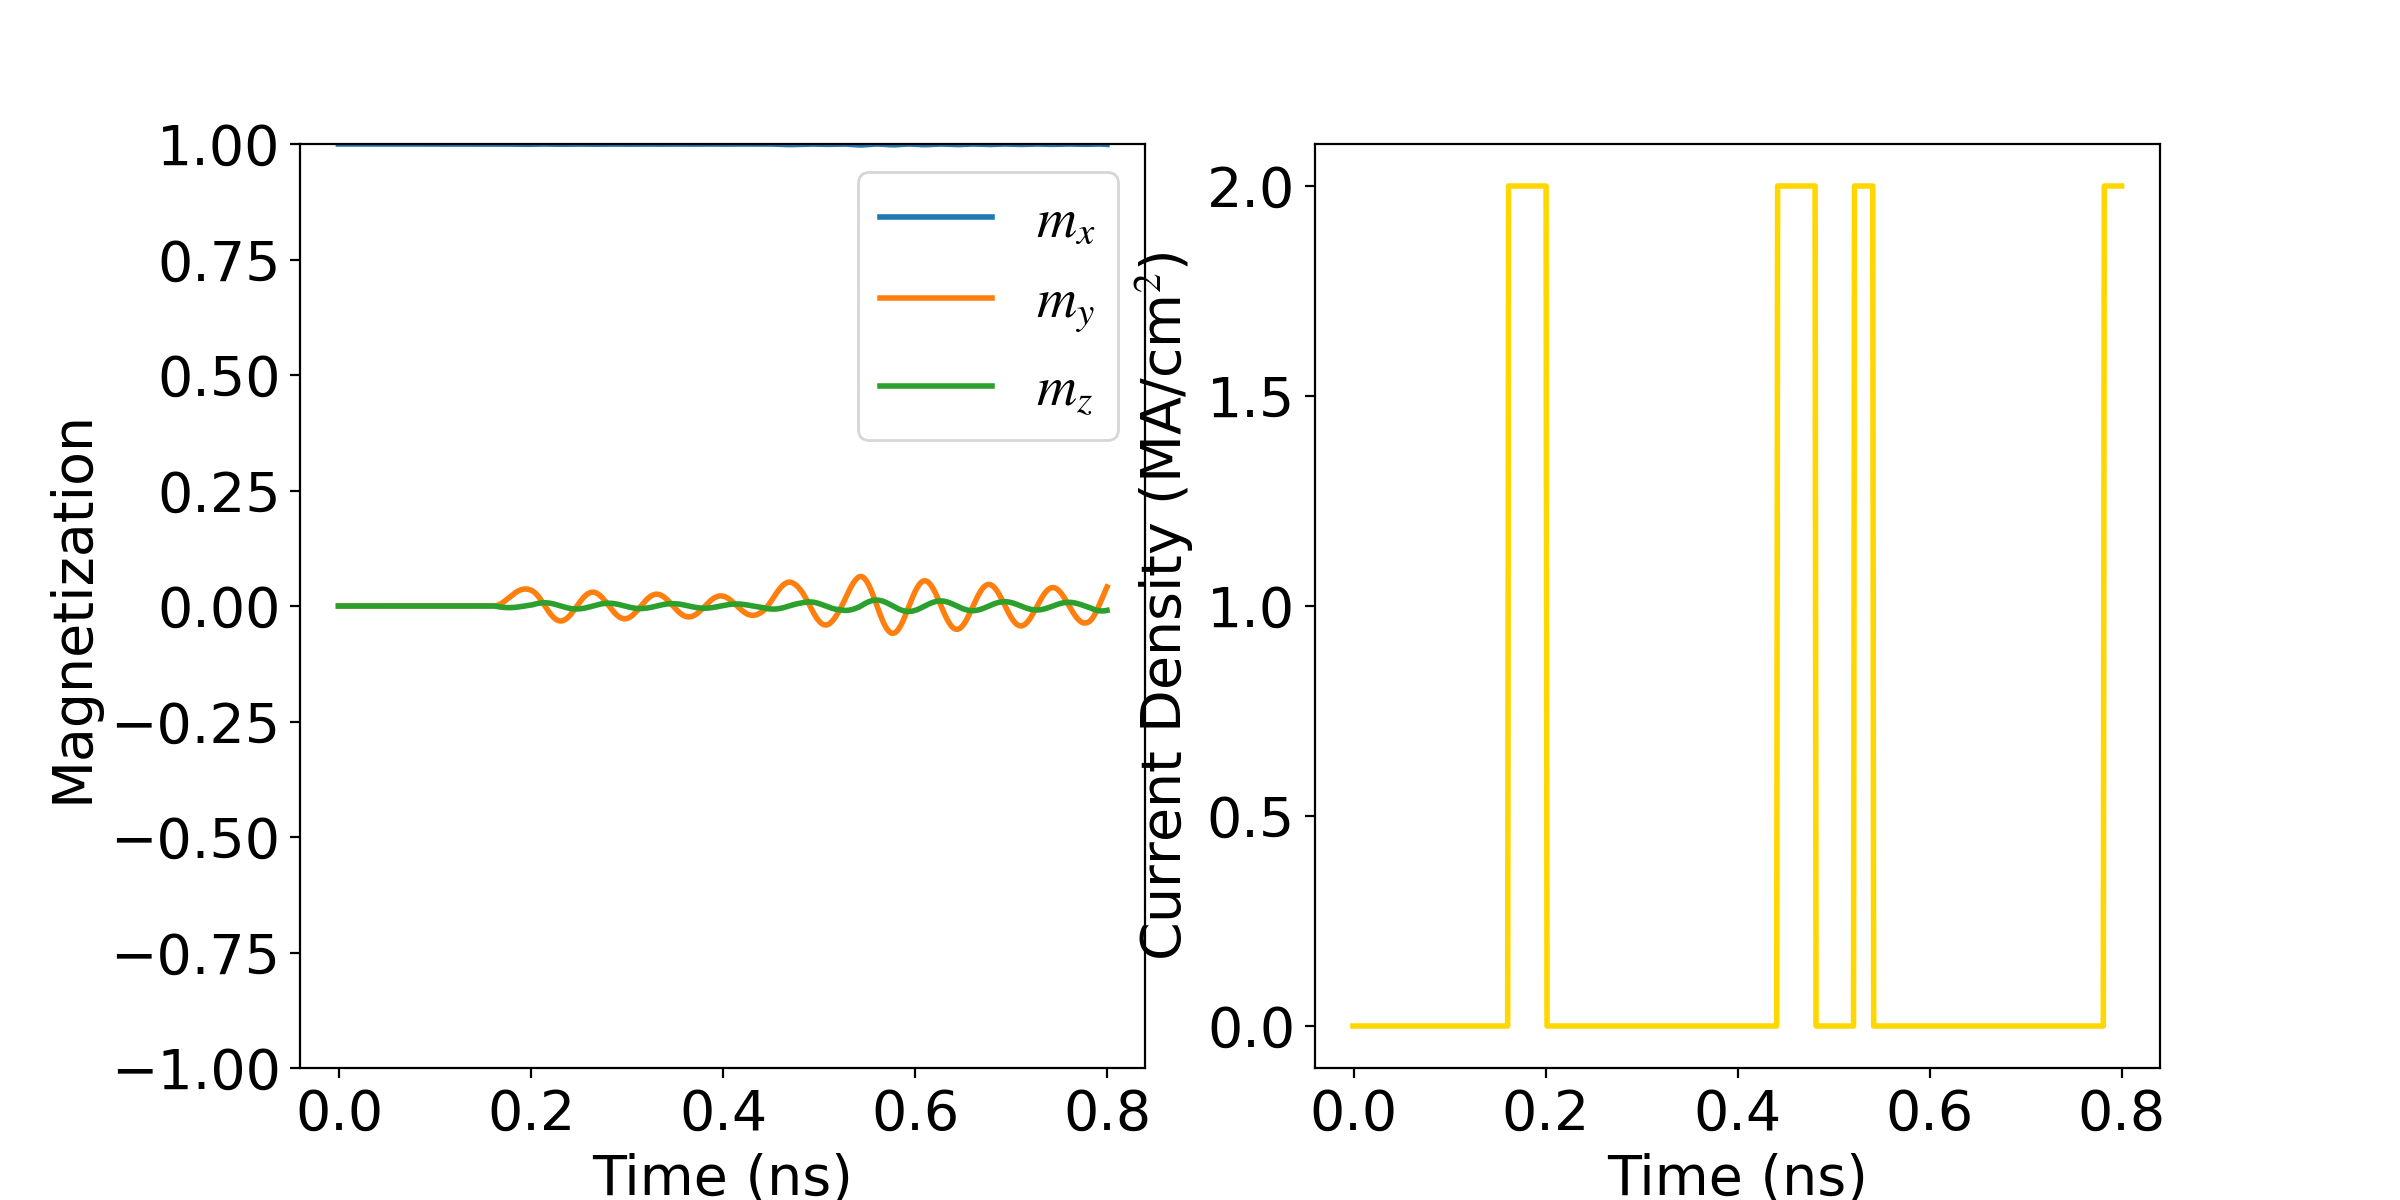 1.00
0.75
0.50
0.25
0.00
−0.25
−0.50
−0.75
−1.00
Magnetization
0.0 0.2 0.4 0.6 0.8
Time (ns)
m_x
m_y
m_z
Current Density (MA/cm²)
2.0
1.5
1.0
0.5
0.0
0.0 0.2 0.4 0.6 0.8
Time (ns)